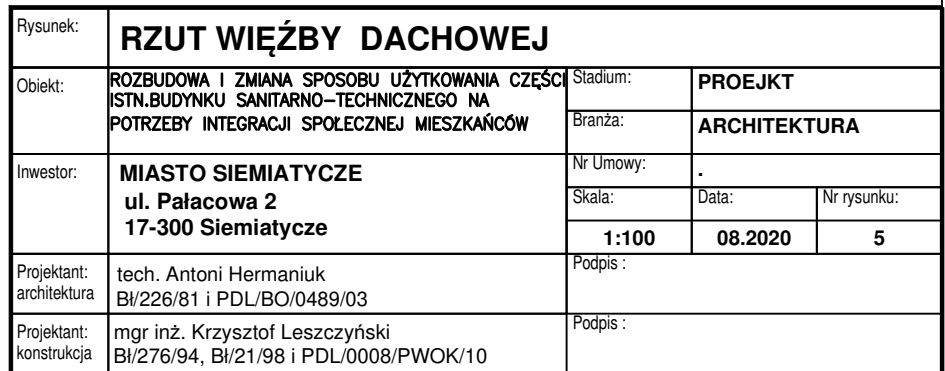 Rysunek:
RZUT WIĘŹBY DACHOWEJ
Obiekt:
ROZBUDOWA I ZMIANA SPOSOBU UŻYTKOWANIA CZĘŚCI
ISTN.BUDYNKU SANITARNO-TECHNICZNEGO NA
POTRZEBY INTEGRACJI SPOŁECZNEJ MIESZKAŃCÓW
Stadium:
PROEJKT
Branża:
ARCHITEKTURA
Inwestor:
MIASTO SIEMIATYCZE
ul. Pałacowa 2
17-300 Siemiatycze
Nr Umowy:
.
Skala:
Data:
Nr rysunku:
1:100
08.2020
5
Projektant:
architektura
tech. Antoni Hermaniuk
Bł/226/81 i PDL/BO/0489/03
Podpis :
Projektant:
konstrukcja
mgr inż. Krzysztof Leszczyński
Bł/276/94, Bł/21/98 i PDL/0008/PWOK/10
Podpis :